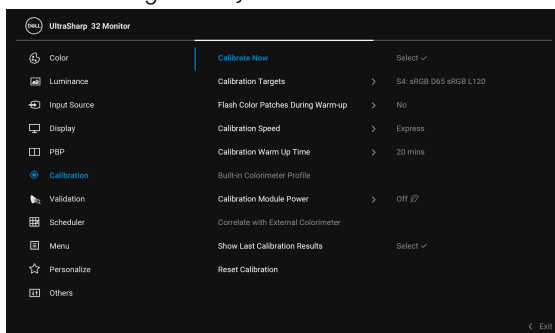 DELL UltraSharp 32 Monitor
Color
Calibrate Now Select
Luminance
Calibration Targets S4: sRGB D65 sRGB L120
Input Source
Flash Color Patches During Warm-up No
Display
Calibration Speed Express
PBP
Calibration Warm Up Time 20 mins
Calibration
Built-in Colorimeter Profile
Validation
Calibration Module Power Off
Scheduler
Correlate with External Colorimeter
Menu
Show Last Calibration Results Select
Personalize
Reset Calibration
Others
Exit